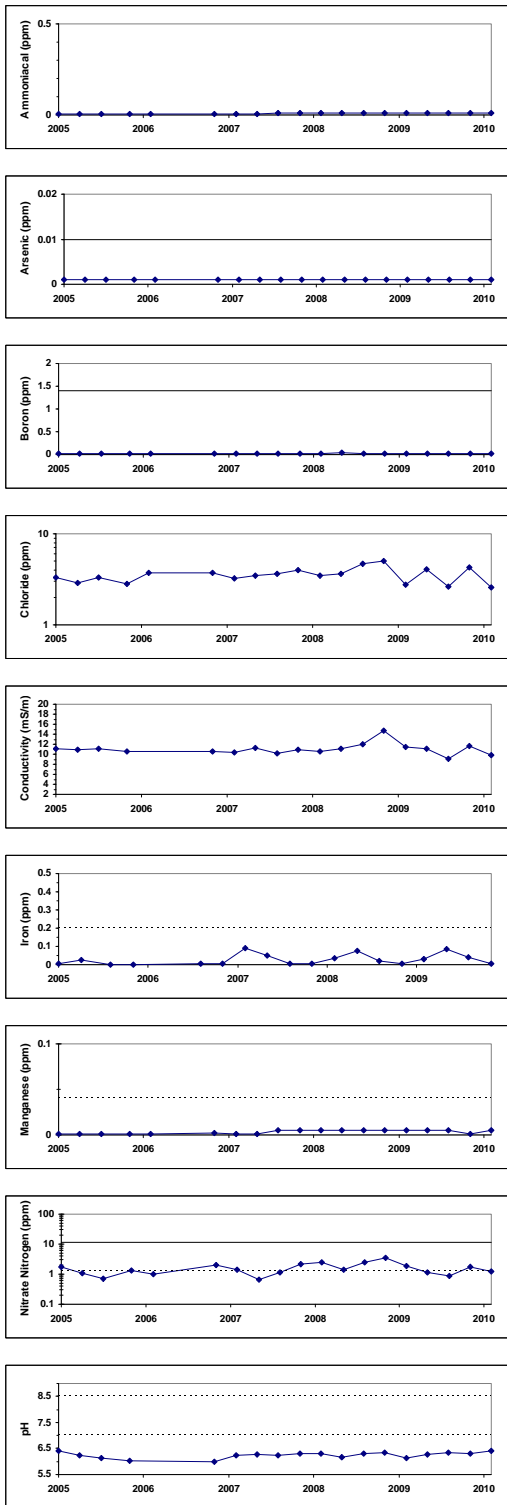 Ammoniacal (ppm)
0.5
0
2005 2006 2007 2008 2009 2010
Arsenic (ppm)
0.02
0.01
0
2005 2006 2007 2008 2009 2010
Boron (ppm)
2
1.5
1
0.5
0
2005 2006 2007 2008 2009 2010
Chloride (ppm)
10
1
2005 2006 2007 2008 2009 2010
Conductivity (mS/m)
20
18
16
14
12
10
8
6
4
2
2005 2006 2007 2008 2009 2010
Iron (ppm)
0.5
0.4
0.3
0.2
0.1
0
2005 2006 2007 2008 2009
Manganese (ppm)
0.1
0
2005 2006 2007 2008 2009 2010
Nitrate Nitrogen (ppm)
100
10
1
0.1
2005 2006 2007 2008 2009 2010
pH
8.5
7.5
6.5
5.5
2005 2006 2007 2008 2009 2010